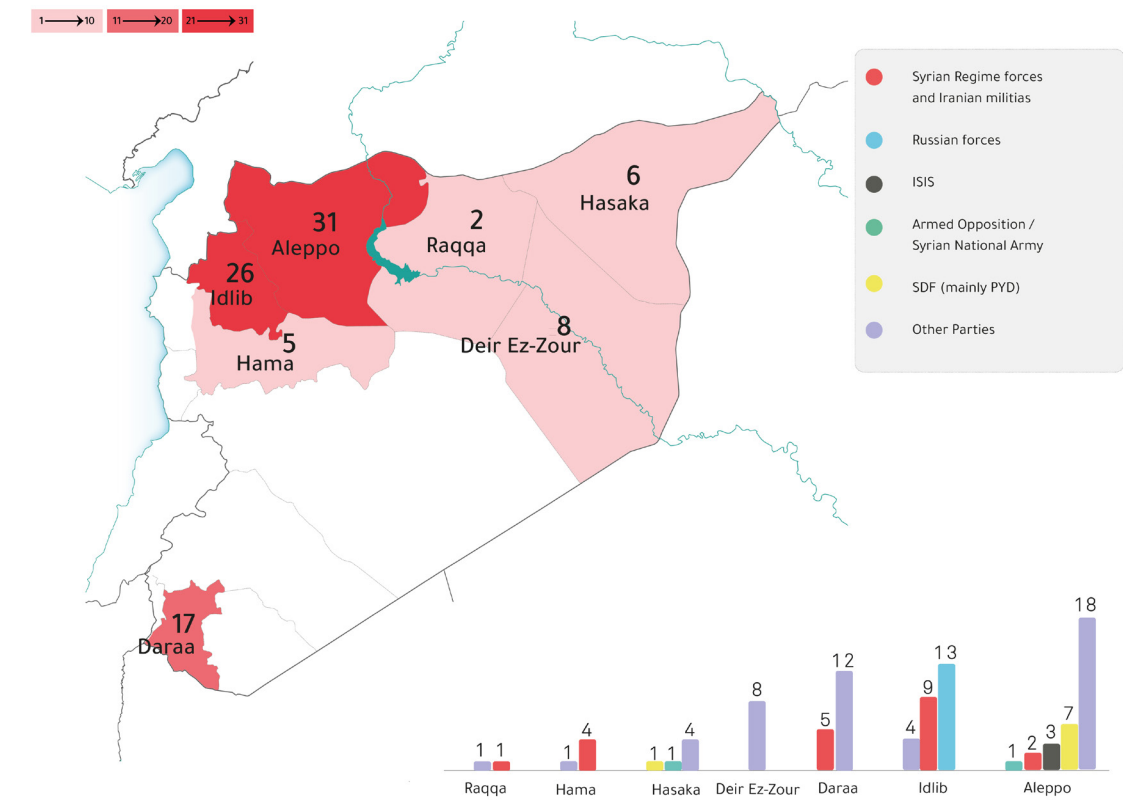 1 10 11 20 21 31
Syrian Regime forces
and Iranian militias
Russian forces
ISIS
Armed Opposition /
Syrian National Army
SDF (mainly PYD)
Other Parties
6
Hasaka
31
Aleppo
2
Raqqa
26
Idlib
8
Deir Ez-Zour
5
Hama
17
Daraa
1 1
1 4
1 1 4
8
5 12
4 9 13
1 2 3 7 18
Raqqa Hama Hasaka Deir Ez-Zour Daraa Idlib Aleppo